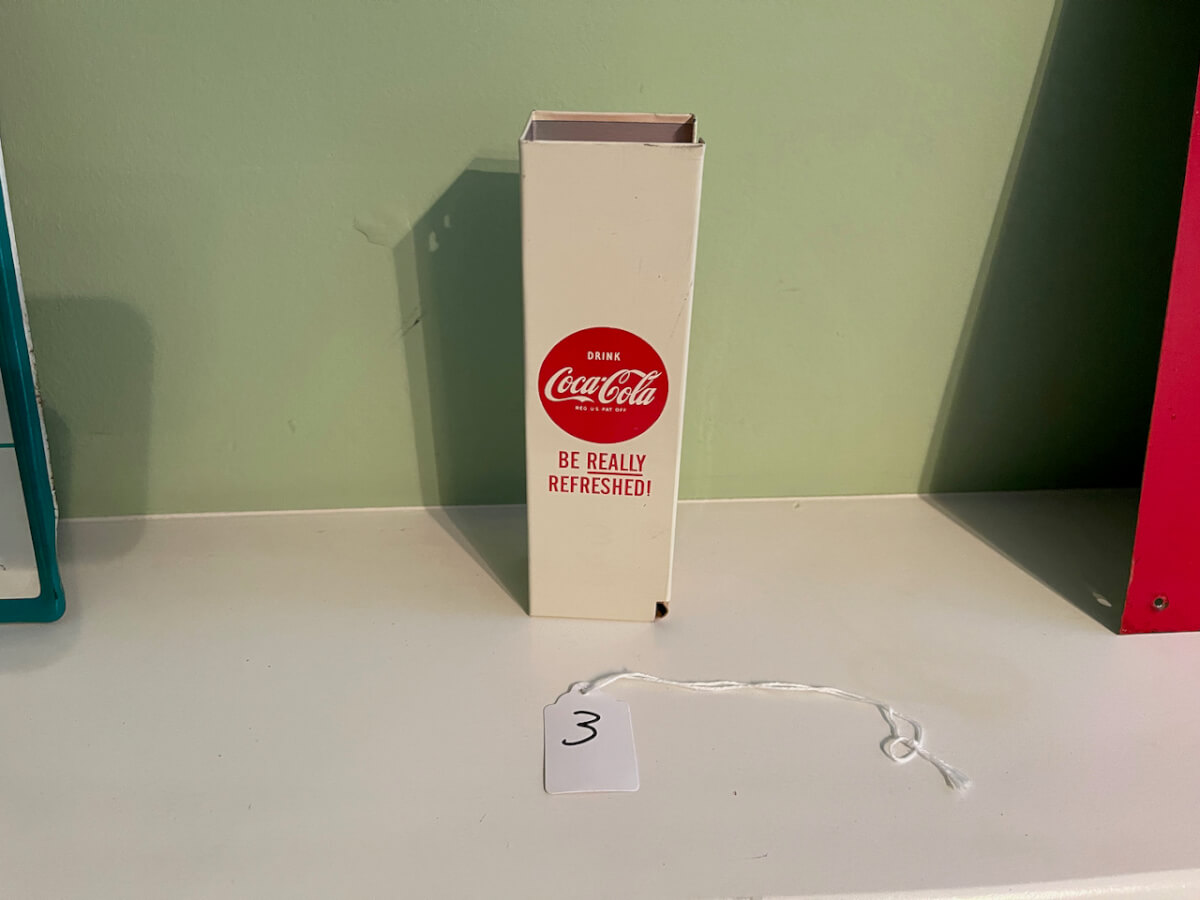 DRINK
Coca-Cola
REG U.S. PAT OFF
BE REALLY
REFRESHED!
3